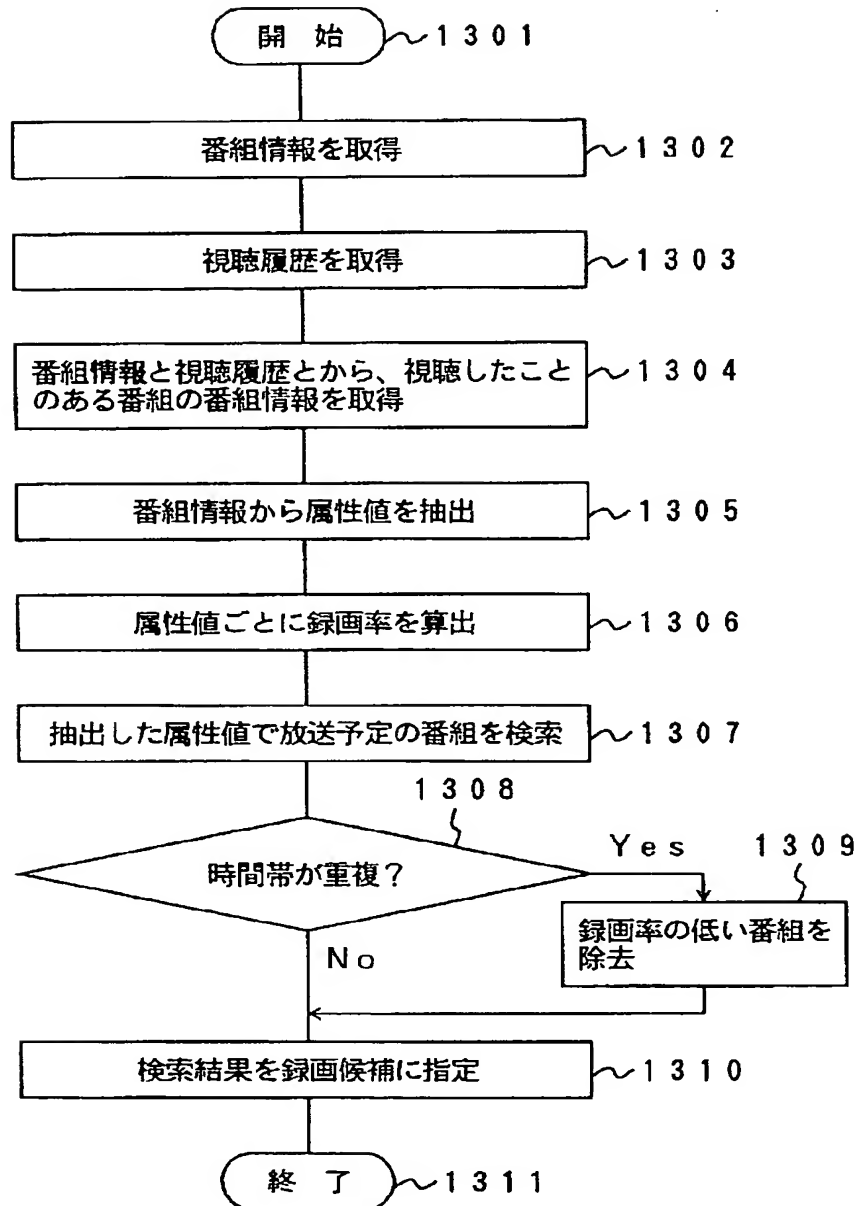 開 始 1301
番組情報を取得 1302
視聴履歴を取得 1303
番組情報と視聴履歴とから、視聴したこと 1304
のある番組の番組情報を取得
番組情報から属性値を抽出 1305
属性値ごとに録画率を算出 1306
抽出した属性値で放送予定の番組を検索 1307
1308
時間帯が重複？
Yes 1309
録画率の低い番組を
除去
No
検索結果を録画候補に指定 1310
終 了 1311